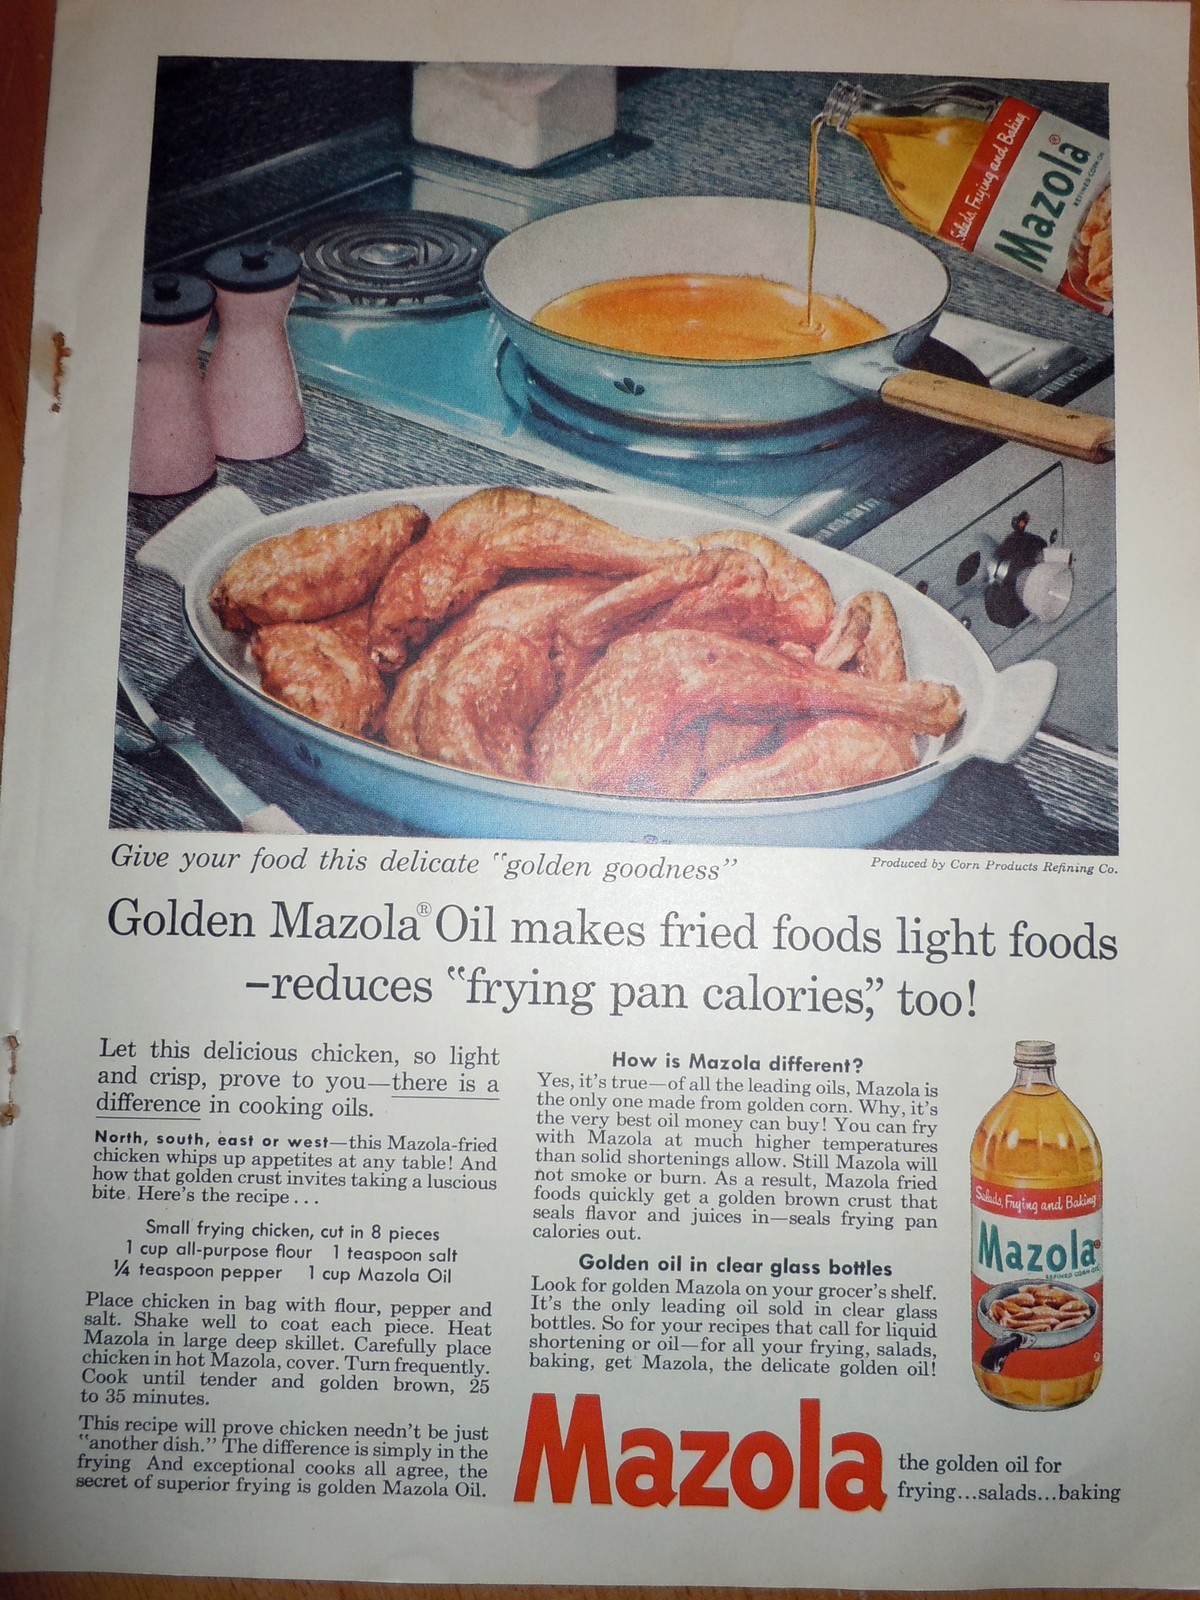 Salads, Frying and Baking
Mazola®
REFINED CORN OIL
Give your food this delicate "golden goodness"
Produced by Corn Products Refining Co.
Golden Mazola® Oil makes fried foods light foods
–reduces "frying pan calories," too!
Let this delicious chicken, so light
and crisp, prove to you—there is a
difference in cooking oils.
North, south, east or west—this Mazola-fried
chicken whips up appetites at any table! And
how that golden crust invites taking a luscious
bite. Here's the recipe...
Small frying chicken, cut in 8 pieces
1 cup all-purpose flour 1 teaspoon salt
¼ teaspoon pepper 1 cup Mazola Oil
Place chicken in bag with flour, pepper and
salt. Shake well to coat each piece. Heat
Mazola in large deep skillet. Carefully place
chicken in hot Mazola, cover. Turn frequently.
Cook until tender and golden brown, 25
to 35 minutes.
This recipe will prove chicken needn't be just
"another dish." The difference is simply in the
frying And exceptional cooks all agree, the
secret of superior frying is golden Mazola Oil.
How is Mazola different?
Yes, it's true—of all the leading oils, Mazola is
the only one made from golden corn. Why, it's
the very best oil money can buy! You can fry
with Mazola at much higher temperatures
than solid shortenings allow. Still Mazola will
not smoke or burn. As a result, Mazola fried
foods quickly get a golden brown crust that
seals flavor and juices in—seals frying pan
calories out.
Golden oil in clear glass bottles
Look for golden Mazola on your grocer's shelf.
It's the only leading oil sold in clear glass
bottles. So for your recipes that call for liquid
shortening or oil—for all your frying, salads,
baking, get Mazola, the delicate golden oil!
Salads, Frying and Baking
Mazola®
REFINED CORN OIL
Mazola
the golden oil for
frying...salads...baking